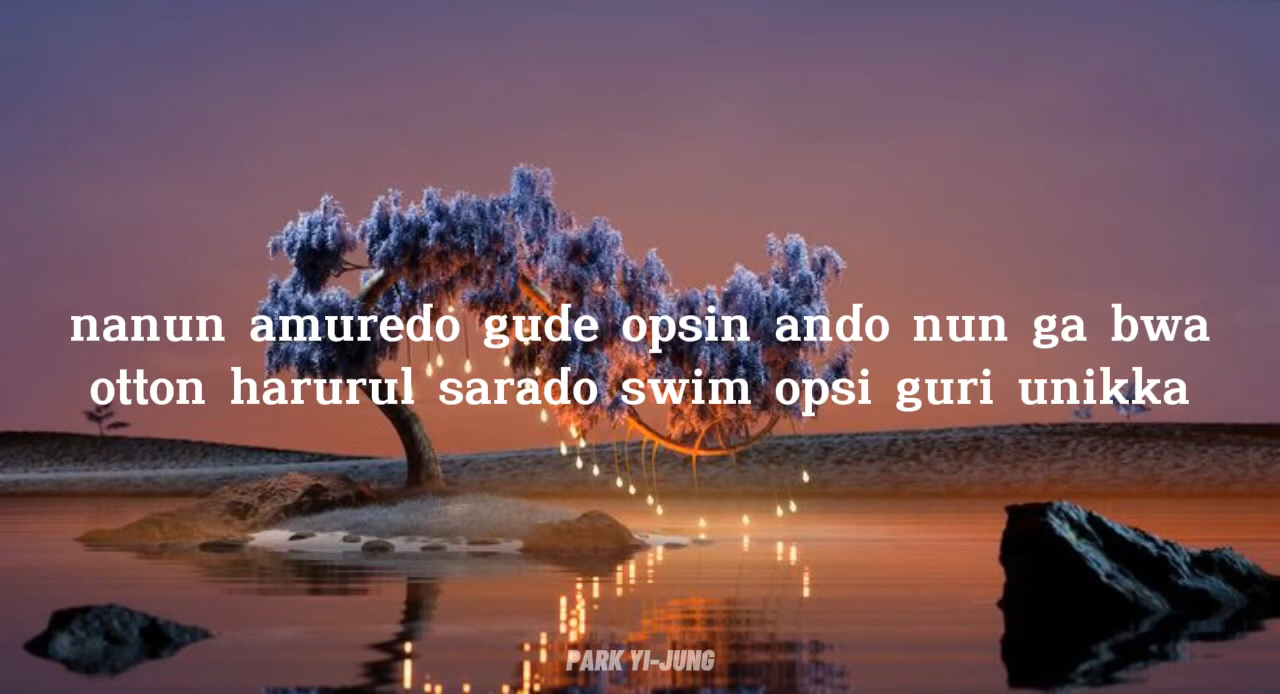 nanun amuredo gude opsin ando nun ga bwa
otton harurul sarado swim opsi guri unikka
PARK YI-JUNG